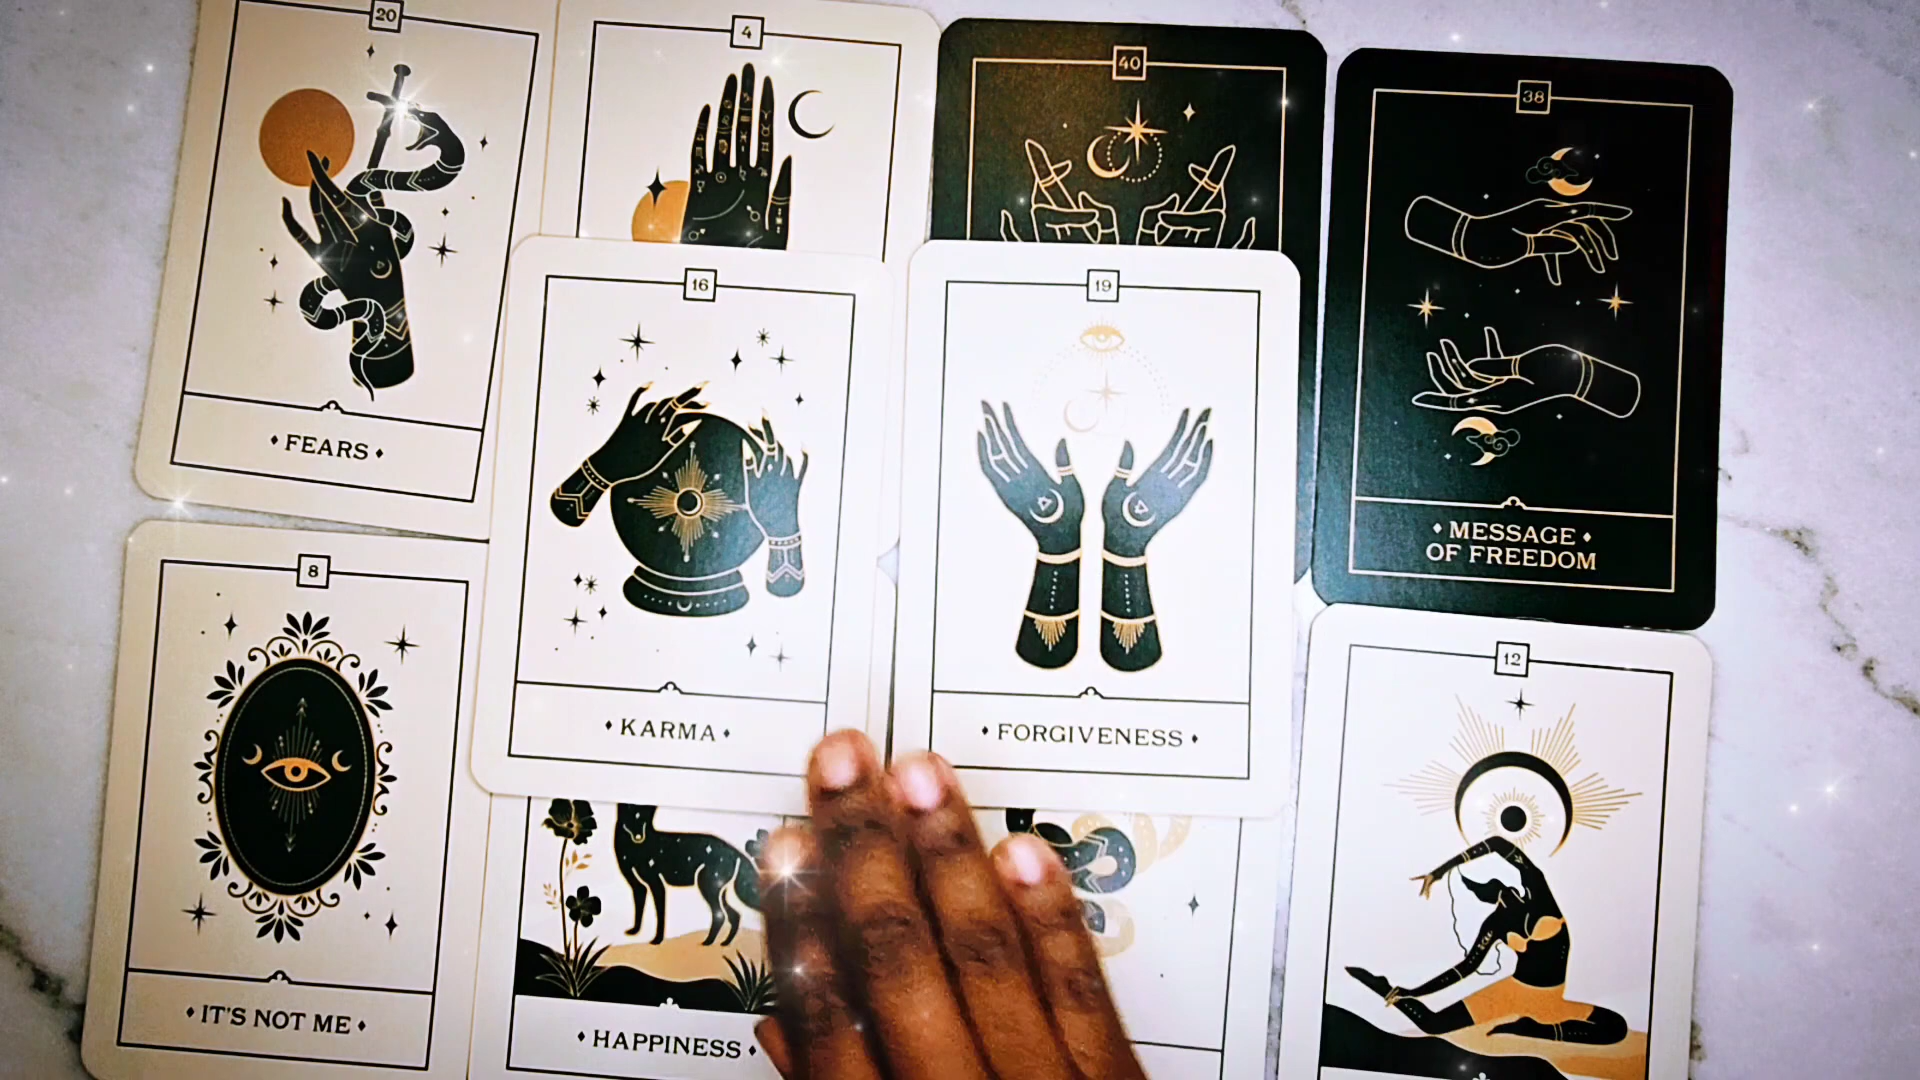 20
FEARS
4
40
38
MESSAGE
OF FREEDOM
16
KARMA
19
FORGIVENESS
8
IT'S NOT ME
HAPPINESS
12